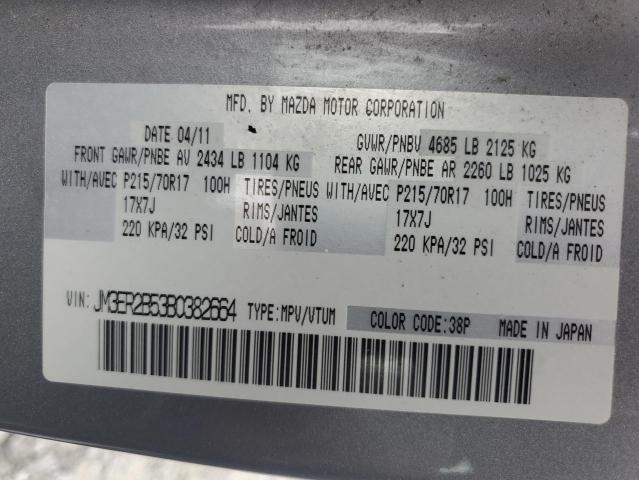 MFD. BY MAZDA MOTOR CORPORATION
DATE 04/11 GVWR/PNBV 4685 LB 2125 KG
FRONT GAWR/PNBE AV 2434 LB 1104 KG REAR GAWR/PNBE AR 2260 LB 1025 KG
WITH/AVEC P215/70R17 100H TIRES/PNEUS WITH/AVEC P215/70R17 100H TIRES/PNEUS
17X7J RIMS/JANTES 17X7J RIMS/JANTES
220 KPA/32 PSI COLD/A FROID 220 KPA/32 PSI COLD/A FROID
VIN: JM3ER2B53B0382664 TYPE:MPV/VTUM COLOR CODE:38P MADE IN JAPAN